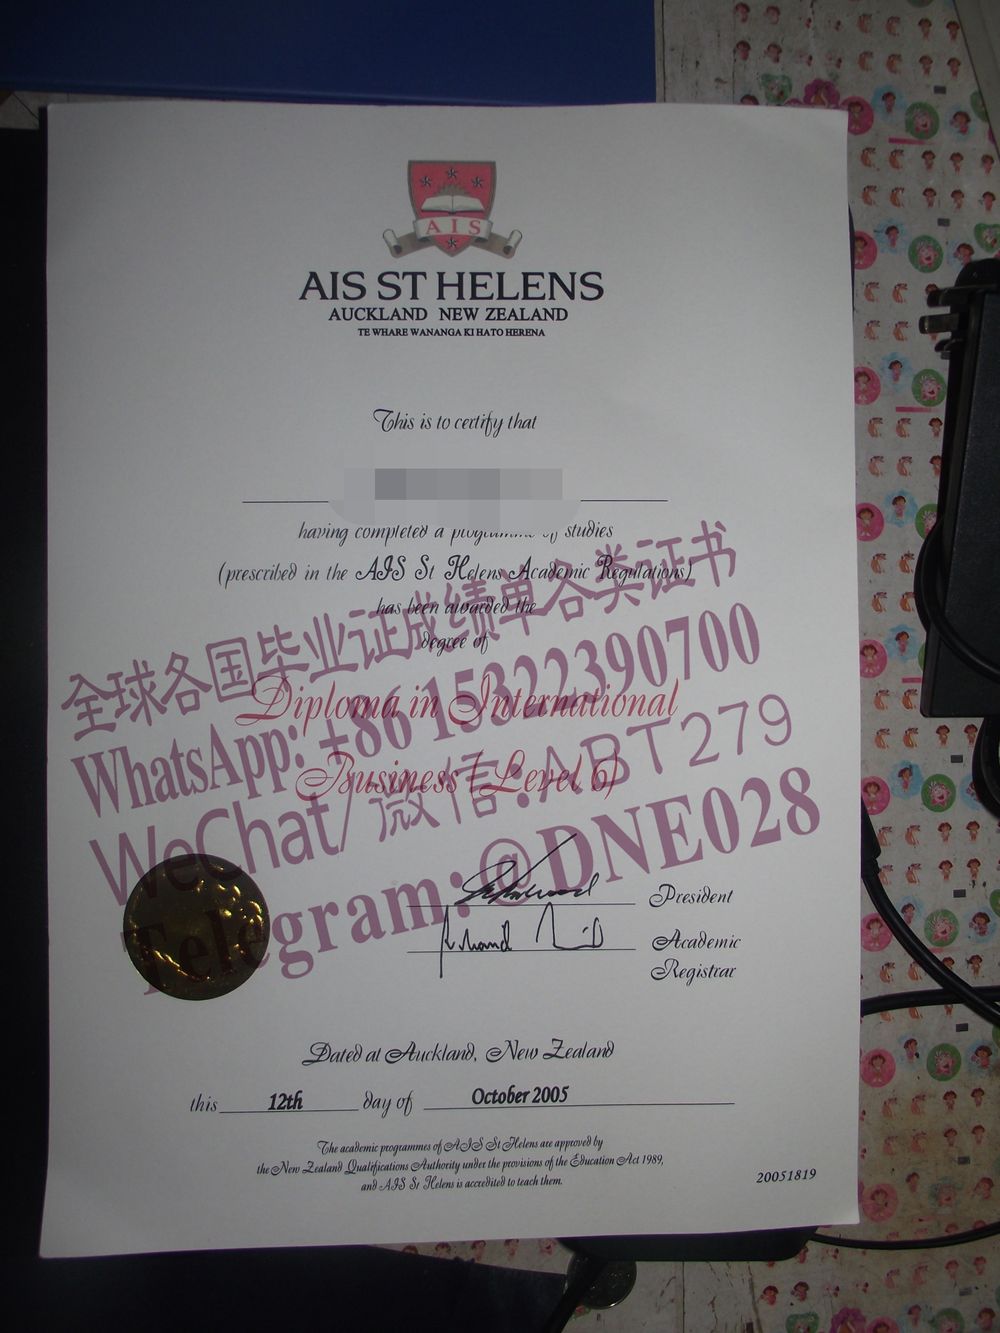 AIS
AIS ST HELENS
AUCKLAND NEW ZEALAND
TE WHARE WANANGA KI HATO HERENA
This is to certify that
having completed a programme of studies
(prescribed in the AIS St Helens Academic Regulations)
has been awarded the
degree of
Diploma in International
Business (Level 6)
全球各国毕业证成绩单各类证书
WhatsApp: +86 15322390700
WeChat/微信:ABT279
Telegram:@DNE028
President
Academic
Registrar
Dated at Auckland, New Zealand
this 12th day of October 2005
The academic programmes of AIS St Helens are approved by
the New Zealand Qualifications Authority under the provisions of the Education Act 1989,
and AIS St Helens is accredited to teach them.
20051819